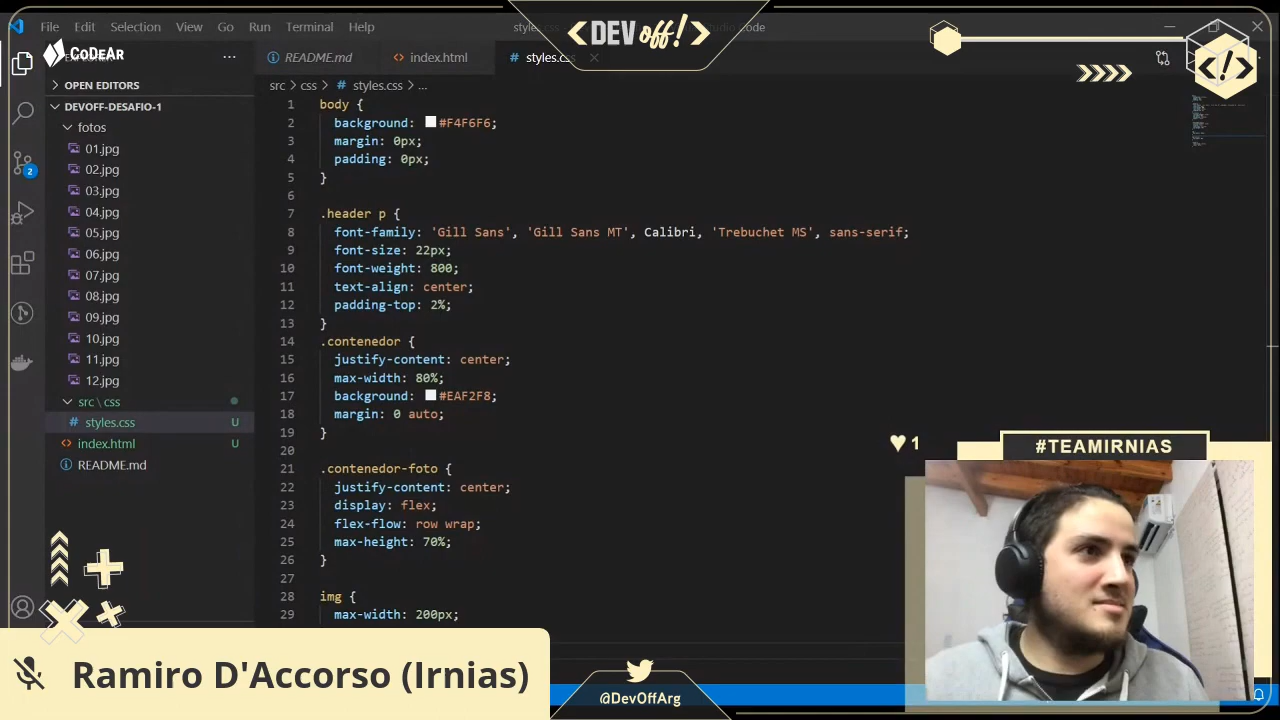 File Edit Selection View Go Run Terminal
<DEV off!>
CoDeAr
README.md
index.html
styles.css
OPEN EDITORS
DEVOFF-DESAFIO-1
fotos
01.jpg
02.jpg
03.jpg
04.jpg
05.jpg
06.jpg
07.jpg
08.jpg
09.jpg
10.jpg
11.jpg
12.jpg
src \ css
# styles.css U
<> index.html U
README.md
2
src > css > # styles.css > ...
1 body {
2 background: #F4F6F6;
3 margin: 0px;
4 padding: 0px;
5 }
6
7 .header p {
8 font-family: 'Gill Sans', 'Gill Sans MT', Calibri, 'Trebuchet MS', sans-serif;
9 font-size: 22px;
10 font-weight: 800;
11 text-align: center;
12 padding-top: 2%;
13 }
14 .contenedor {
15 justify-content: center;
16 max-width: 80%;
17 background: #EAF2F8;
18 margin: 0 auto;
19 }
20
21 .contenedor-foto {
22 justify-content: center;
23 display: flex;
24 flex-flow: row wrap;
25 max-height: 70%;
26 }
27
28 img {
29 max-width: 200px;
</>
1
#TEAMIRNIAS
Ramiro D'Accorso (Irnias)
@DevOffArg